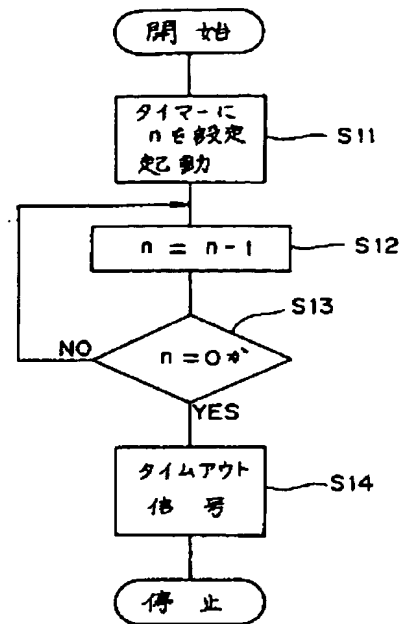 開始
タイマーに
nを設定
起動
S11
n = n-1
S12
S13
n=0か
NO
YES
タイムアウト
信号
S14
停止